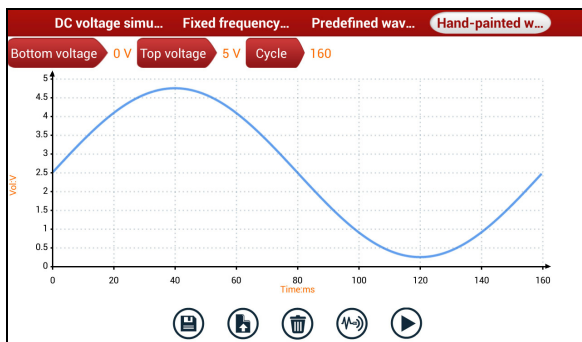 DC voltage simu... Fixed frequency... Predefined wav... Hand-painted w...
Bottom voltage 0 V Top voltage 5 V Cycle 160
5
4.5
4
3.5
3
2.5
2
1.5
1
0.5
0
Vol:V
0 20 40 60 80 100 120 140 160
Time:ms